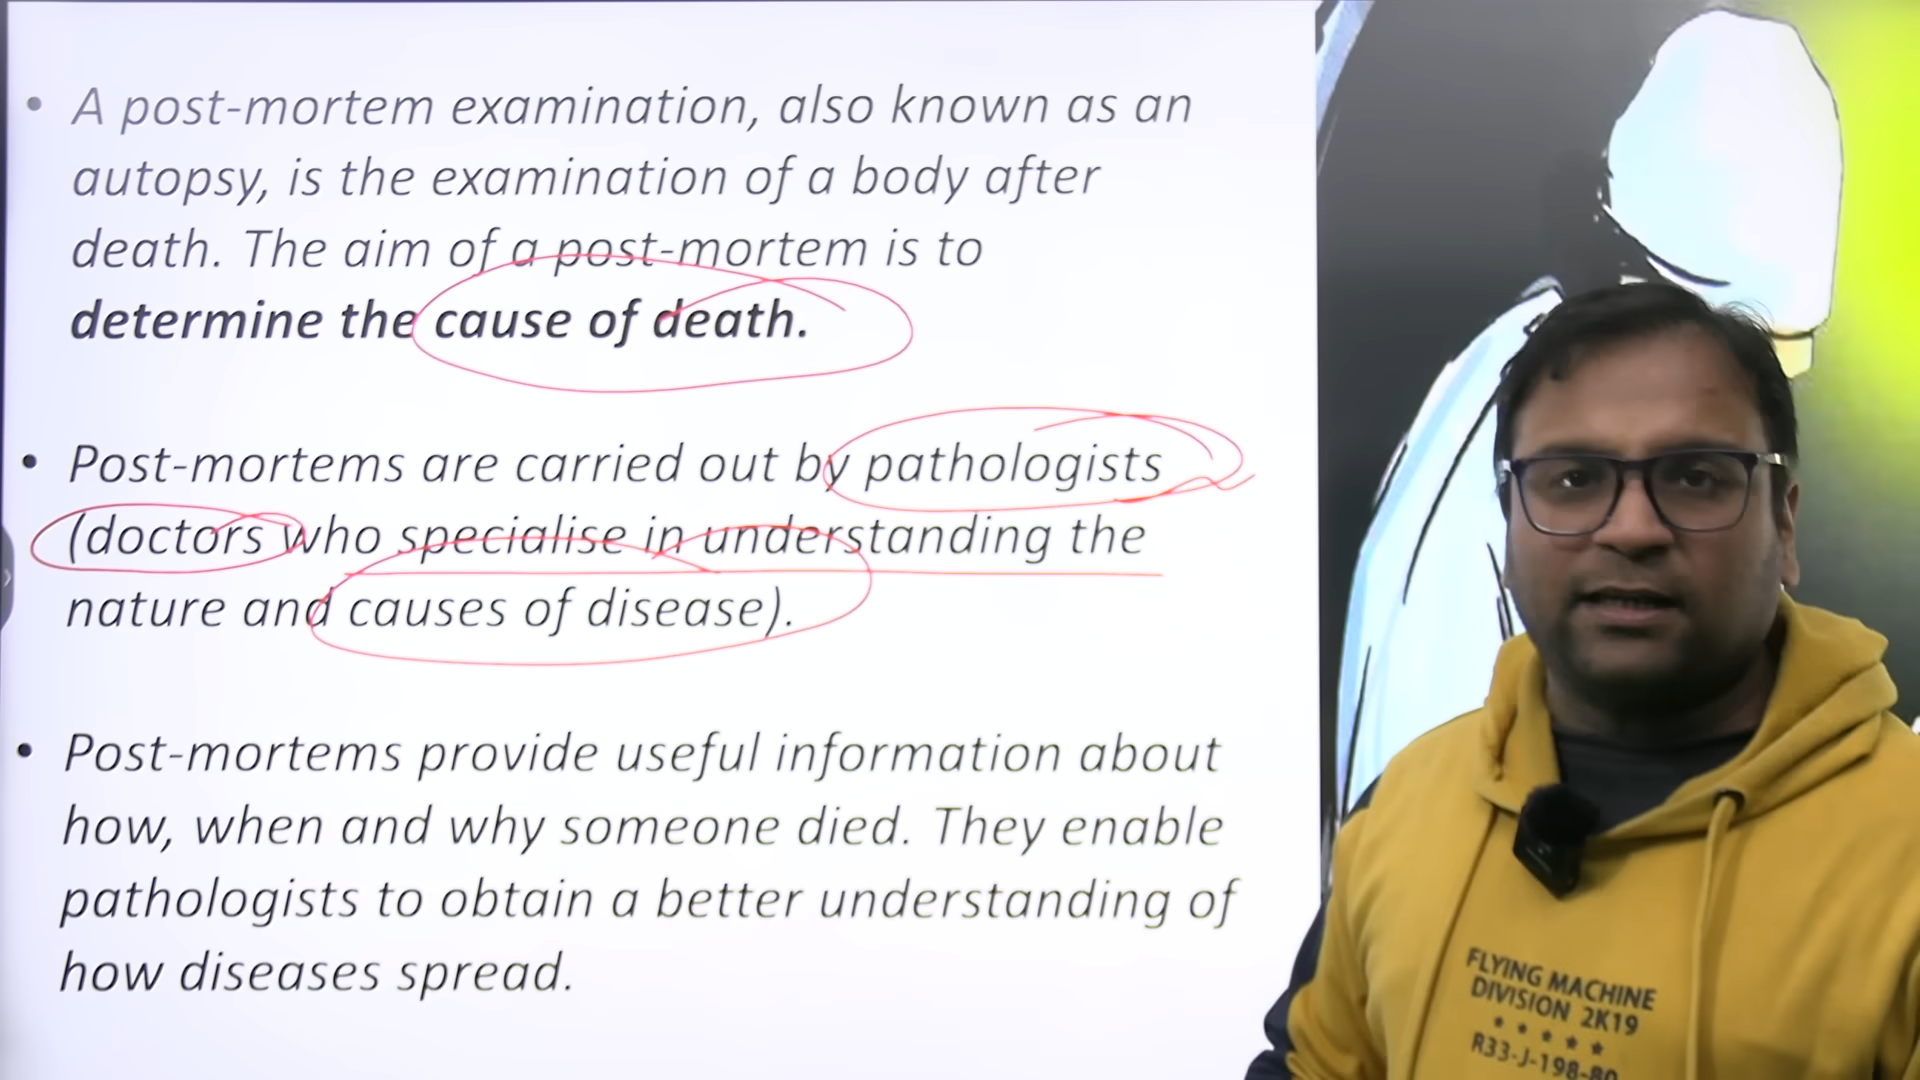 • A post-mortem examination, also known as an
autopsy, is the examination of a body after
death. The aim of a post-mortem is to
determine the cause of death.
• Post-mortems are carried out by pathologists
(doctors who specialise in understanding the
nature and causes of disease).
• Post-mortems provide useful information about
how, when and why someone died. They enable
pathologists to obtain a better understanding of
how diseases spread.
FLYING MACHINE
DIVISION 2K19
★ ★ ★ ★ ★
R33-J-198-80